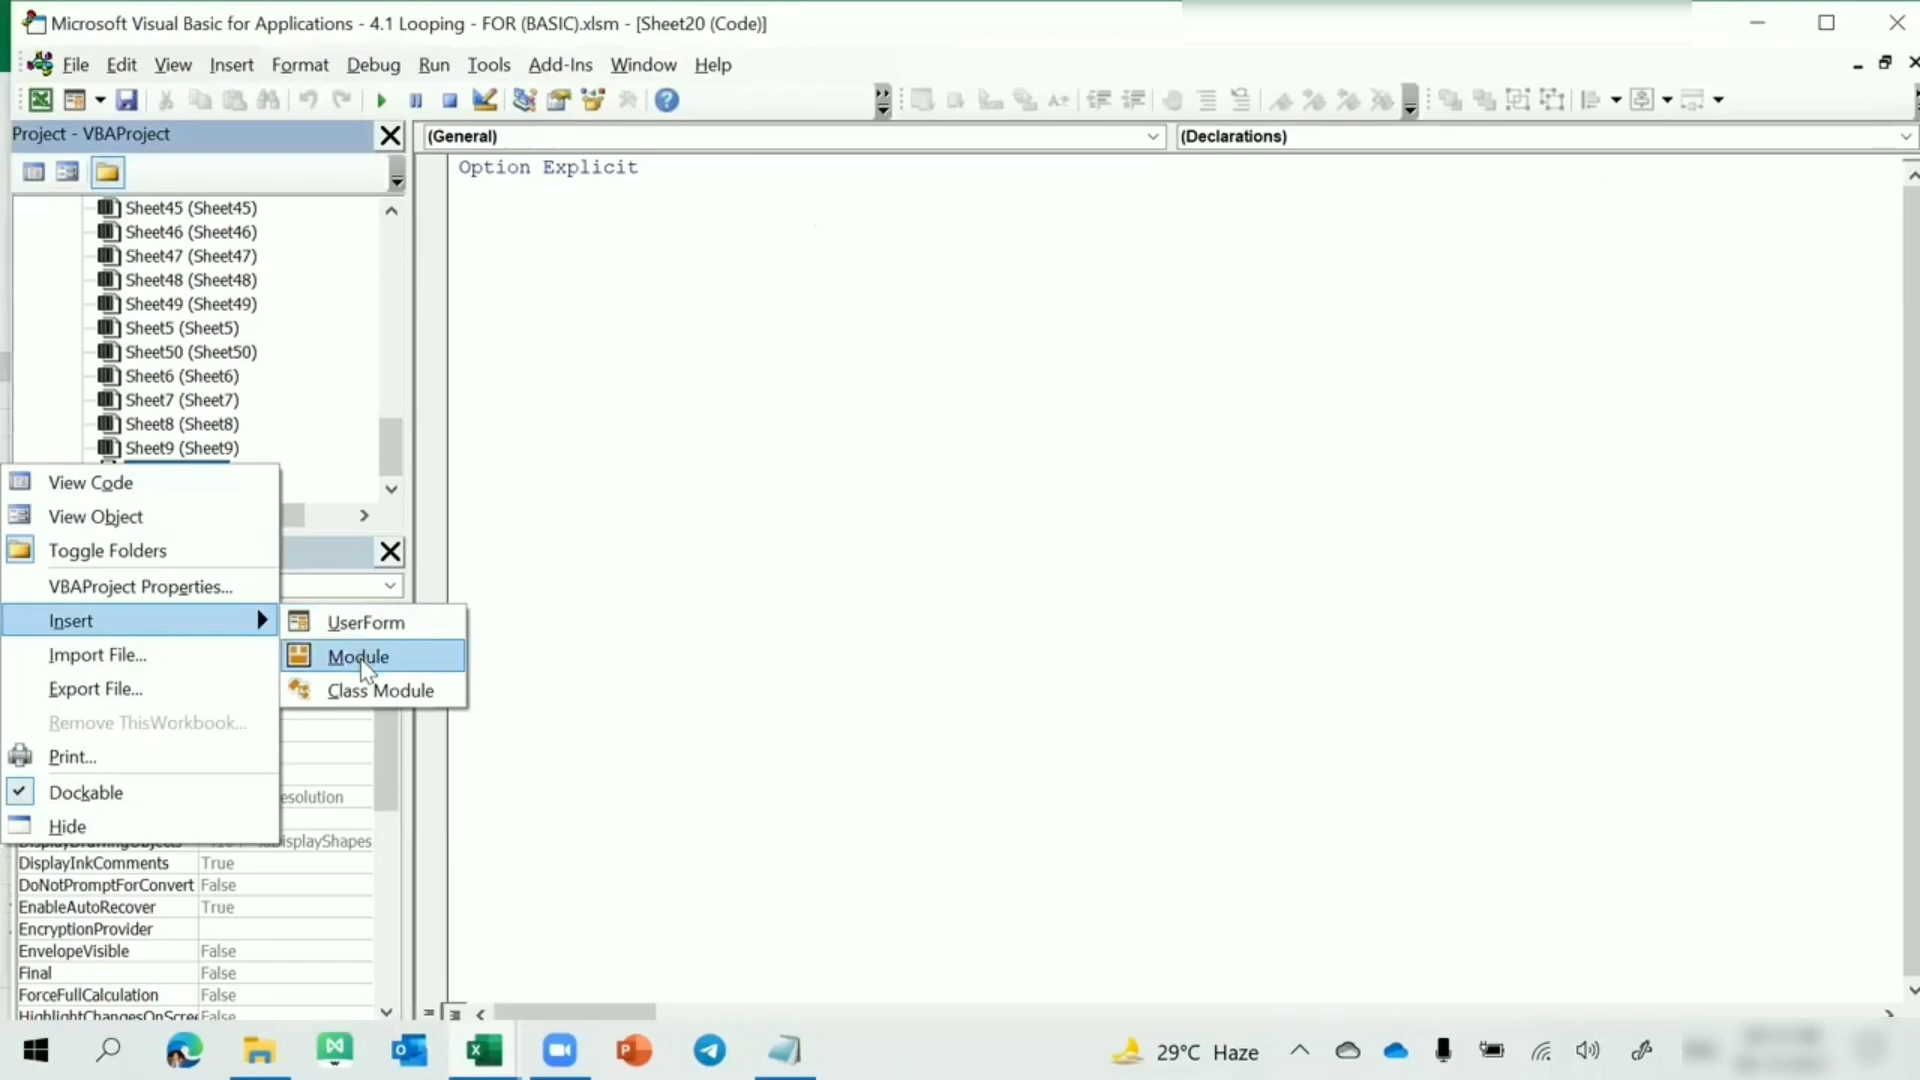 Microsoft Visual Basic for Applications - 4.1 Looping - FOR (BASIC).xlsm - [Sheet20 (Code)]
File Edit View Insert Format Debug Run Tools Add-Ins Window Help
Project - VBAProject
(General)
(Declarations)
Option Explicit
Sheet45 (Sheet45)
Sheet46 (Sheet46)
Sheet47 (Sheet47)
Sheet48 (Sheet48)
Sheet49 (Sheet49)
Sheet5 (Sheet5)
Sheet50 (Sheet50)
Sheet6 (Sheet6)
Sheet7 (Sheet7)
Sheet8 (Sheet8)
Sheet9 (Sheet9)
View Code
View Object
Toggle Folders
VBAProject Properties...
Insert
Import File...
Export File...
Remove ThisWorkbook...
Print...
Dockable
Hide
UserForm
Module
Class Module
esolution
DisplayShapes
DisplayInkComments True
DoNotPromptForConvert False
EnableAutoRecover True
EncryptionProvider
EnvelopeVisible False
Final False
ForceFullCalculation False
HighlightChangesOnScree False
29°C Haze